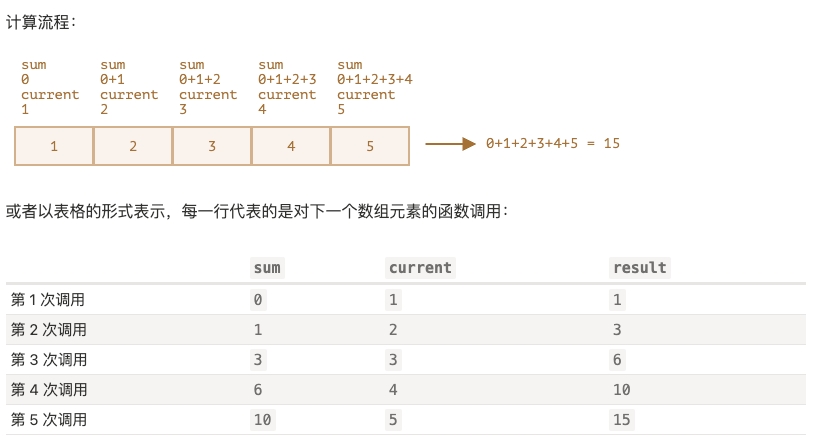 计算流程：
sum sum sum sum sum
0 0+1 0+1+2 0+1+2+3 0+1+2+3+4
current current current current current
1 2 3 4 5
1 2 3 4 5 0+1+2+3+4+5 = 15
或者以表格的形式表示，每一行代表的是对下一个数组元素的函数调用：
sum current result
第 1 次调用 0 1 1
第 2 次调用 1 2 3
第 3 次调用 3 3 6
第 4 次调用 6 4 10
第 5 次调用 10 5 15